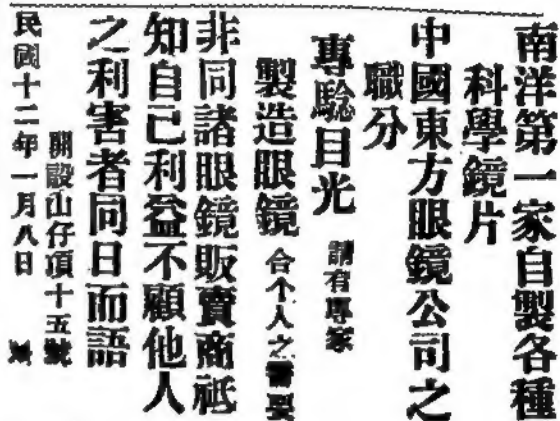 南洋第一家自製各種
科學鏡片
中國東方眼鏡公司之
職分
專驗目光 請有專家
製造眼鏡 合个人之需要
非同諸眼鏡販賣商祗
知自己利益不顧他人
之利害者同日而語
開設山仔頂十五號
民國十二年一月八日